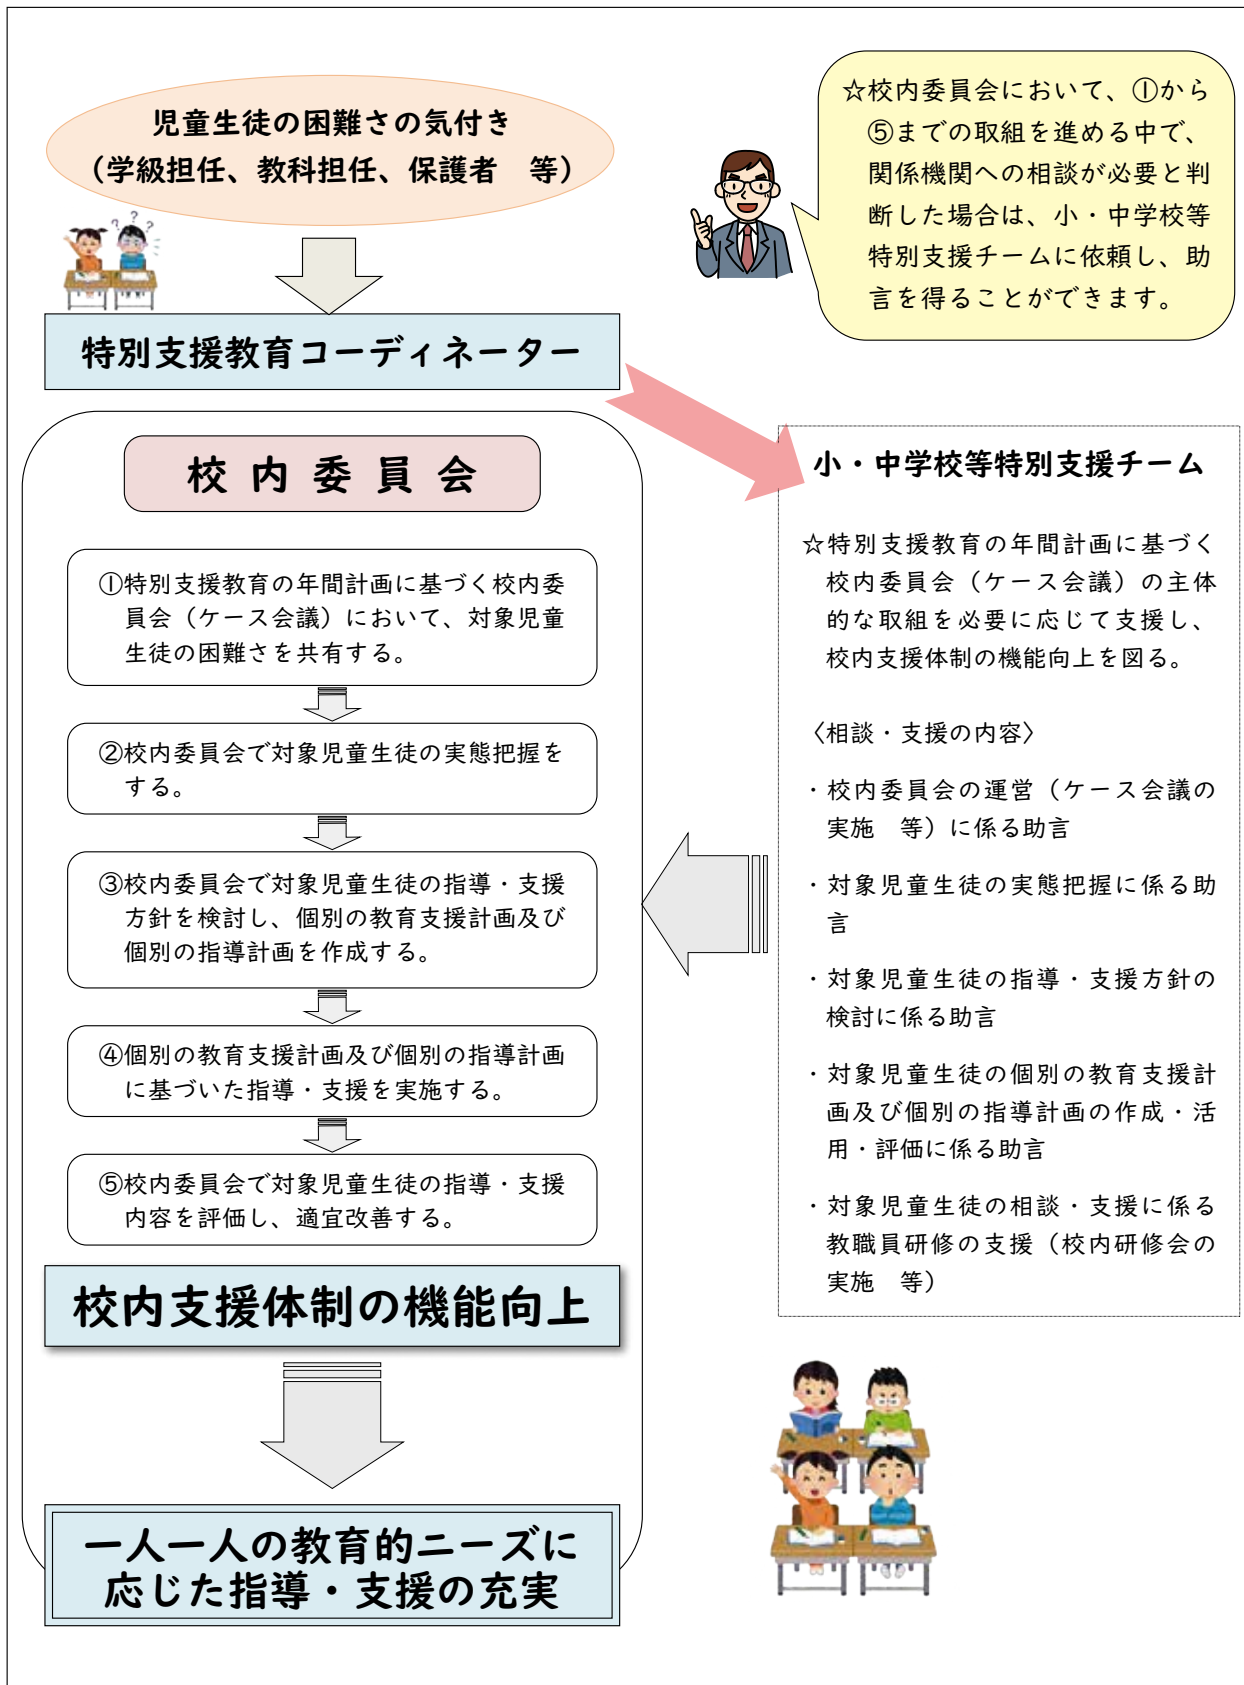 児童生徒の困難さの気付き
（学級担任、教科担任、保護者　等）
☆校内委員会において、①から
⑤までの取組を進める中で、
関係機関への相談が必要と判
断した場合は、小・中学校等
特別支援チームに依頼し、助
言を得ることができます。
特別支援教育コーディネーター
校内委員会
①特別支援教育の年間計画に基づく校内委
員会（ケース会議）において、対象児童
生徒の困難さを共有する。
②校内委員会で対象児童生徒の実態把握を
する。
③校内委員会で対象児童生徒の指導・支援
方針を検討し、個別の教育支援計画及び
個別の指導計画を作成する。
④個別の教育支援計画及び個別の指導計画
に基づいた指導・支援を実施する。
⑤校内委員会で対象児童生徒の指導・支援
内容を評価し、適宜改善する。
校内支援体制の機能向上
一人一人の教育的ニーズに
応じた指導・支援の充実
小・中学校等特別支援チーム
☆特別支援教育の年間計画に基づく
校内委員会（ケース会議）の主体
的な取組を必要に応じて支援し、
校内支援体制の機能向上を図る。
〈相談・支援の内容〉
・校内委員会の運営（ケース会議の
実施　等）に係る助言
・対象児童生徒の実態把握に係る助
言
・対象児童生徒の指導・支援方針の
検討に係る助言
・対象児童生徒の個別の教育支援計
画及び個別の指導計画の作成・活
用・評価に係る助言
・対象児童生徒の相談・支援に係る
教職員研修の支援（校内研修会の
実施　等）